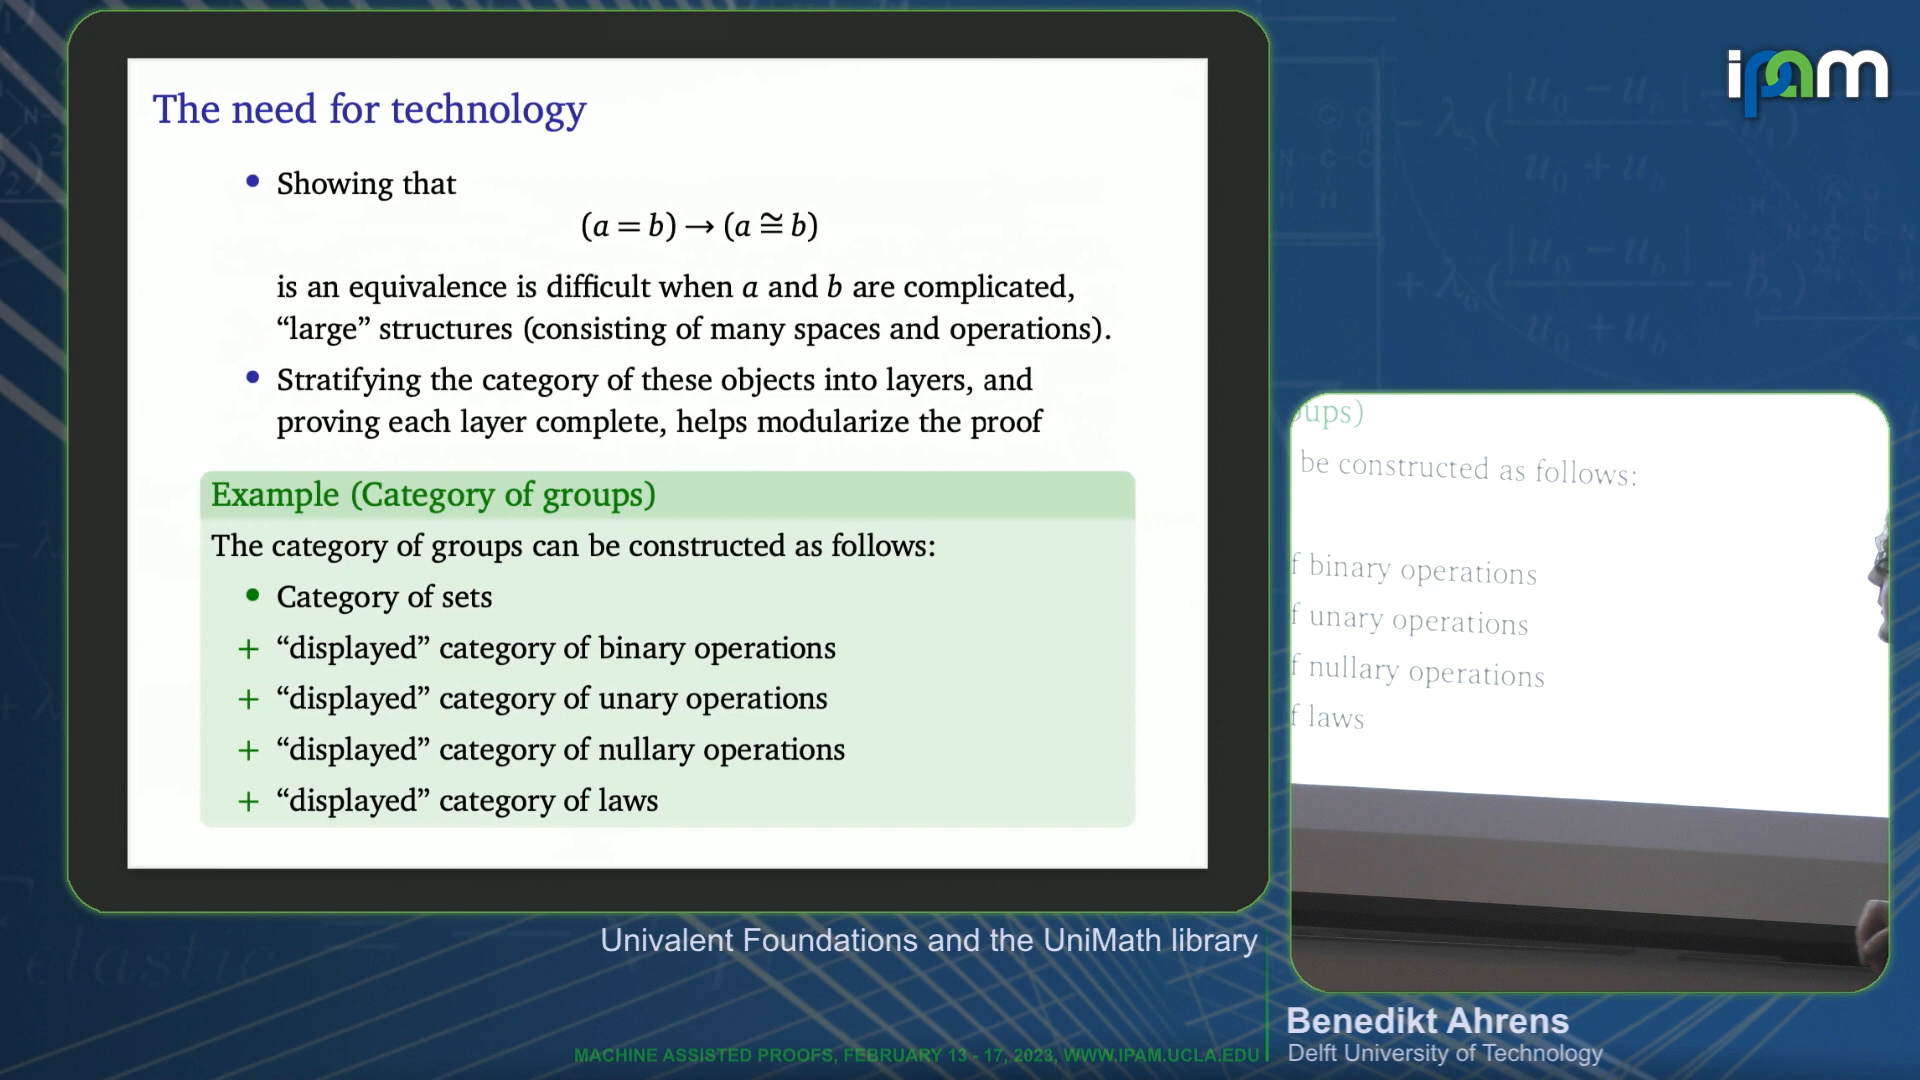 The need for technology
• Showing that
(a = b) → (a ≅ b)
is an equivalence is difficult when a and b are complicated,
“large” structures (consisting of many spaces and operations).
• Stratifying the category of these objects into layers, and
proving each layer complete, helps modularize the proof
Example (Category of groups)
The category of groups can be constructed as follows:
• Category of sets
+ “displayed” category of binary operations
+ “displayed” category of unary operations
+ “displayed” category of nullary operations
+ “displayed” category of laws
ipam
oups)
be constructed as follows:
f binary operations
f unary operations
f nullary operations
f laws
Univalent Foundations and the UniMath library
Benedikt Ahrens
Delft University of Technology
MACHINE ASSISTED PROOFS, FEBRUARY 13 - 17, 2023, WWW.IPAM.UCLA.EDU
elastic